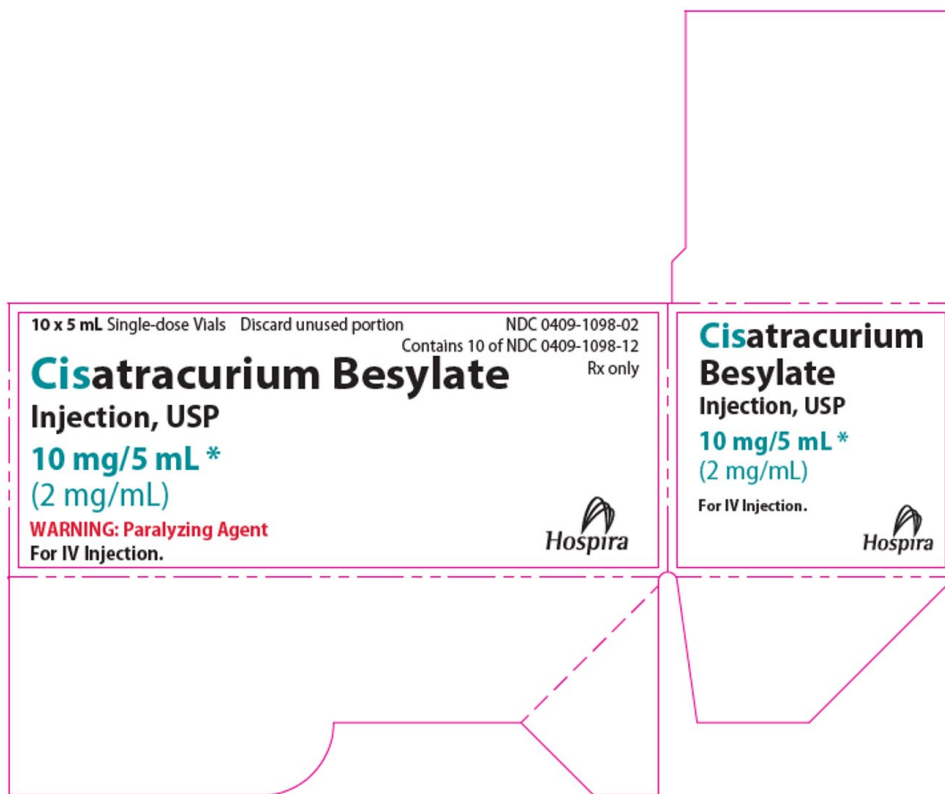 10 x 5 mL Single-dose Vials Discard unused portion NDC 0409-1098-02
Contains 10 of NDC 0409-1098-12
Rx only
Cisatracurium Besylate
Injection, USP
10 mg/5 mL *
(2 mg/mL)
WARNING: Paralyzing Agent
For IV Injection.
Hospira
Cisatracurium
Besylate
Injection, USP
10 mg/5 mL *
(2 mg/mL)
For IV Injection.
Hospira